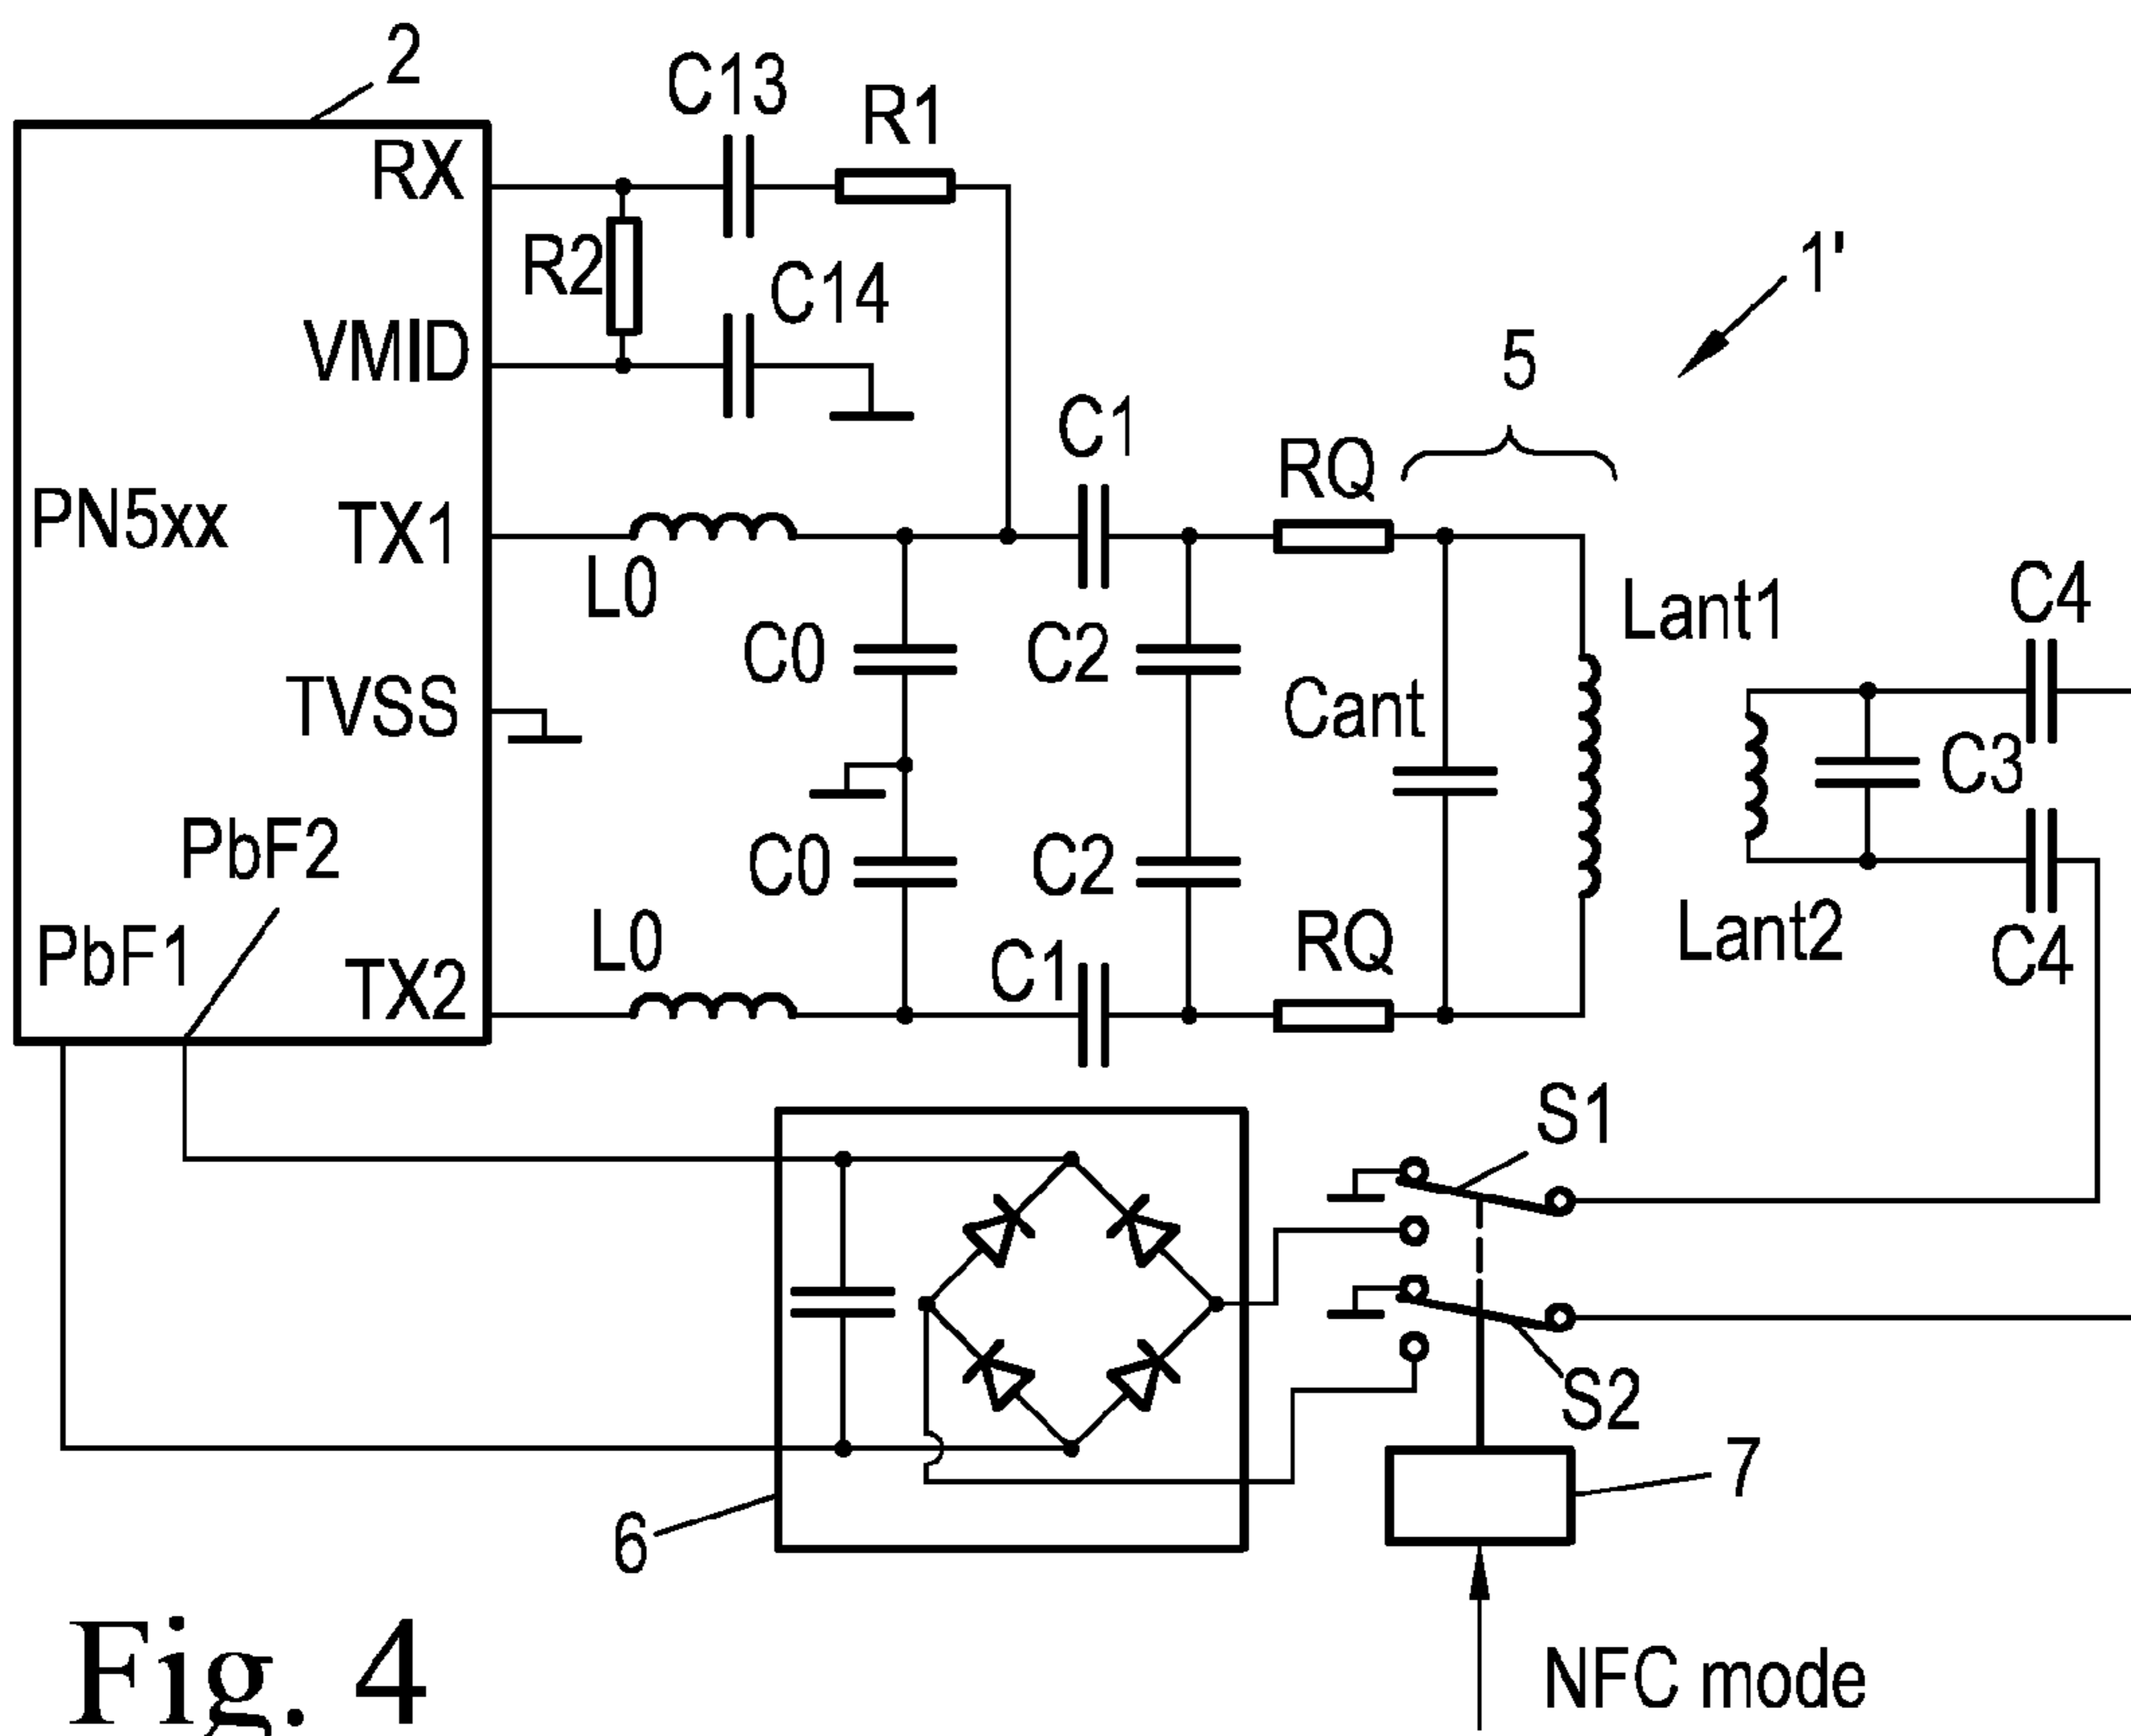 2
C13
R1
RX
R2
C14
1'
VMID
5
C1
RQ
PN5xx
TX1
L0
Lant1
C4
C0
C2
Cant
TVSS
C3
PbF2
C0
C2
Lant2
PbF1
L0
RQ
C4
TX2
C1
S1
S2
7
6
NFC mode
Fig. 4